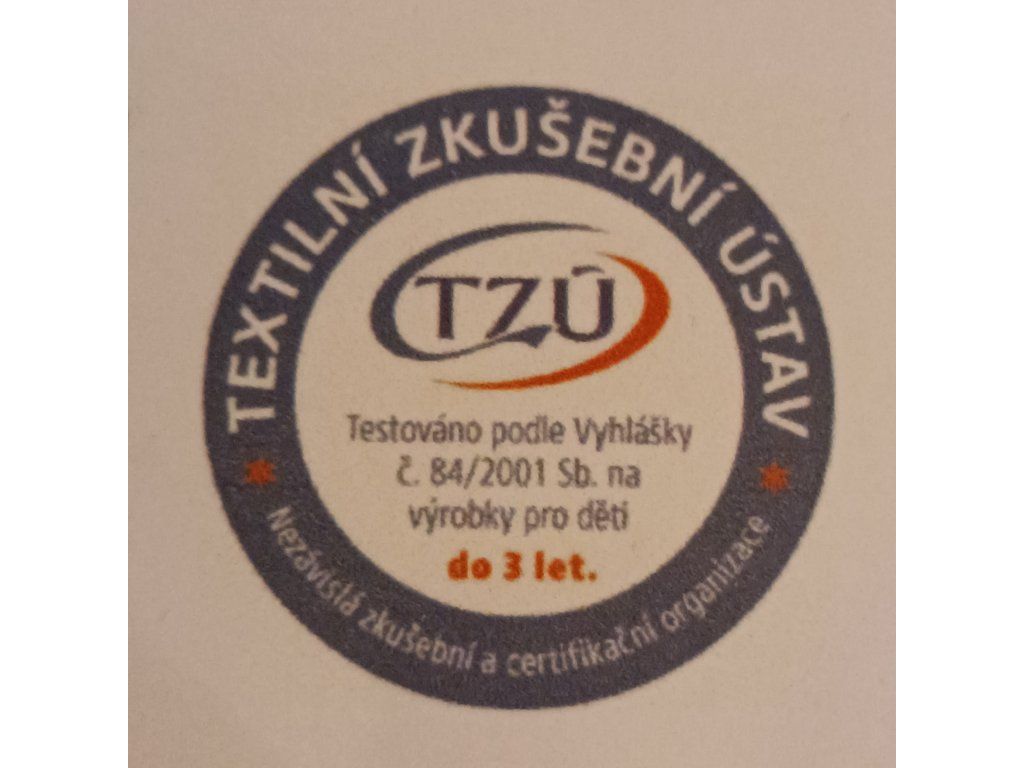 TEXTILNÍ ZKUŠEBNÍ ÚSTAV
TZÚ
Testováno podle Vyhlášky
č. 84/2001 Sb. na
výrobky pro děti
do 3 let.
Nezávislá zkušební a certifikační organizace